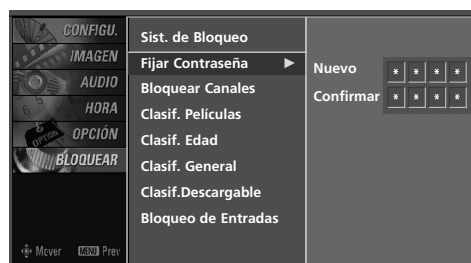 CONFIGU.
IMAGEN
AUDIO
HORA
OPCIÓN
BLOQUEAR
Mover MENU Prev
Sist. de Bloqueo
Fijar Contraseña ►
Bloquear Canales
Clasif. Películas
Clasif. Edad
Clasif. General
Clasif.Descargable
Bloqueo de Entradas
Nuevo * * * *
Confirmar * * * *